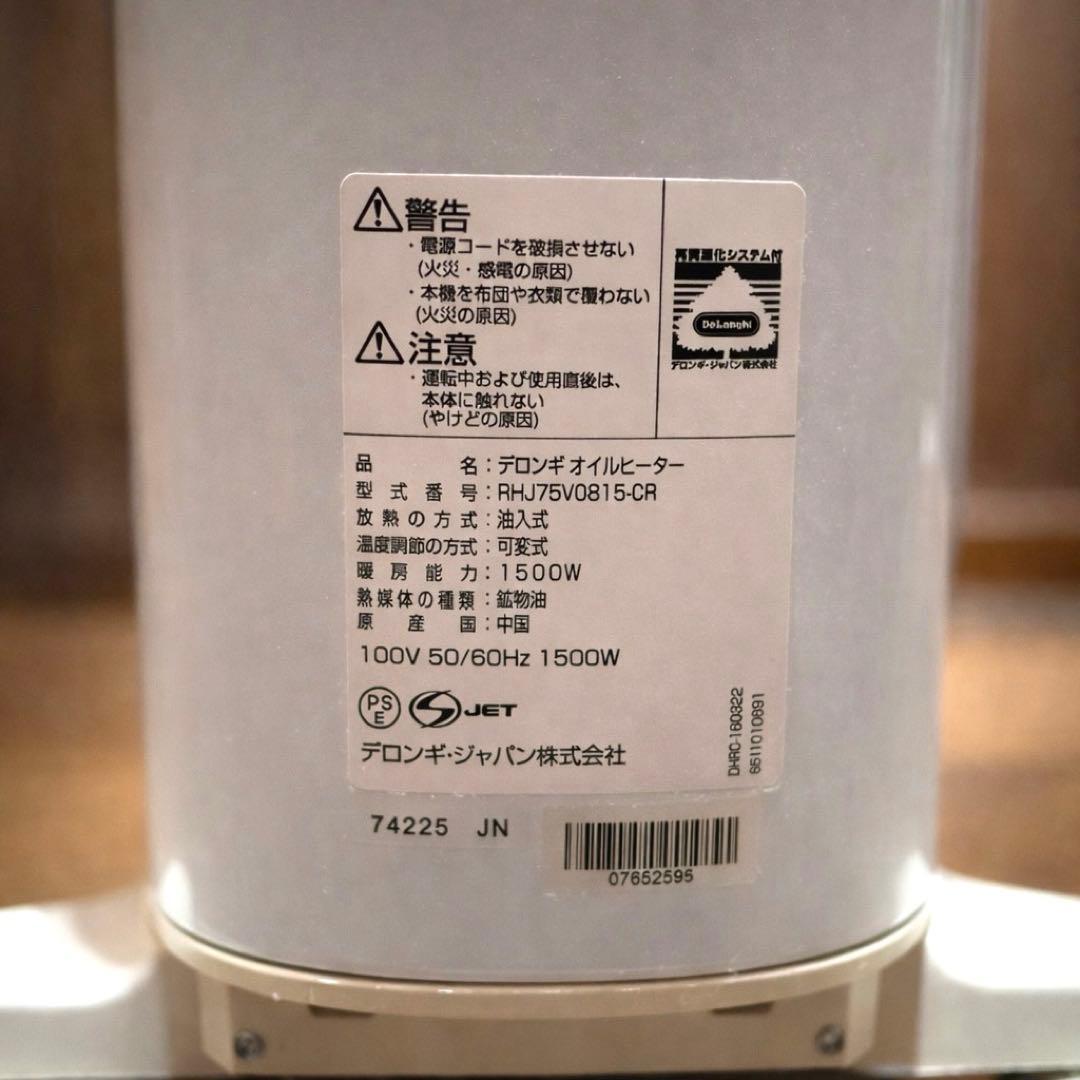 警告
・電源コードを破損させない
(火災・感電の原因)
・本機を布団や衣類で覆わない
(火災の原因)
注意
・運転中および使用直後は、
本体に触れない
(やけどの原因)
再資源化システム付
DeLonghi
デロンギ・ジャパン株式会社
品名：デロンギ オイルヒーター
型式番号：RHJ75V0815-CR
放熱の方式：油入式
温度調節の方式：可変式
暖房能力：1500W
熱媒体の種類：鉱物油
原産国：中国
100V 50/60Hz 1500W
PSE
JET
デロンギ・ジャパン株式会社
DHRC-160322
6511010891
74225 JN
07652595